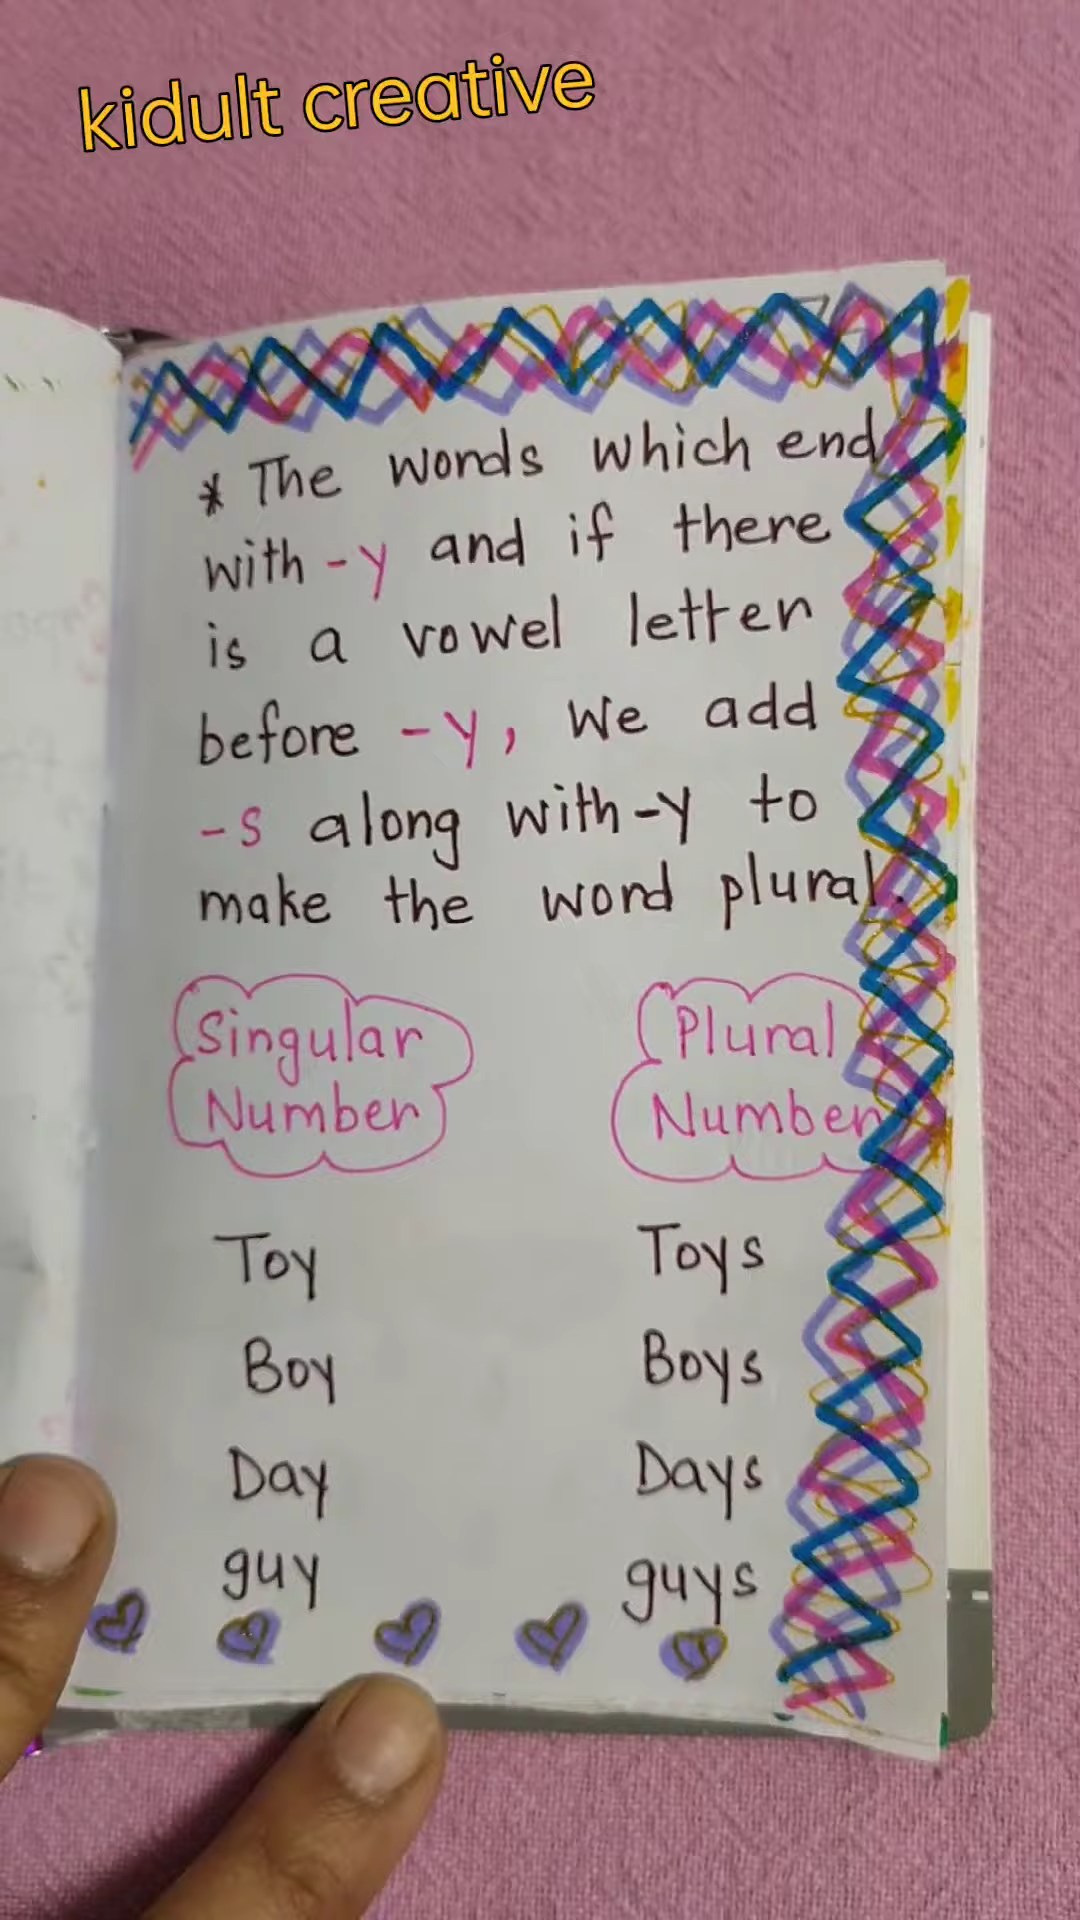 kidult creative
* The words which end
with -y and if there
is a vowel letter
before -y, we add
-s along with -y to
make the word plural.
Singular Number
Plural Number
Toy Toys
Boy Boys
Day Days
guy guys